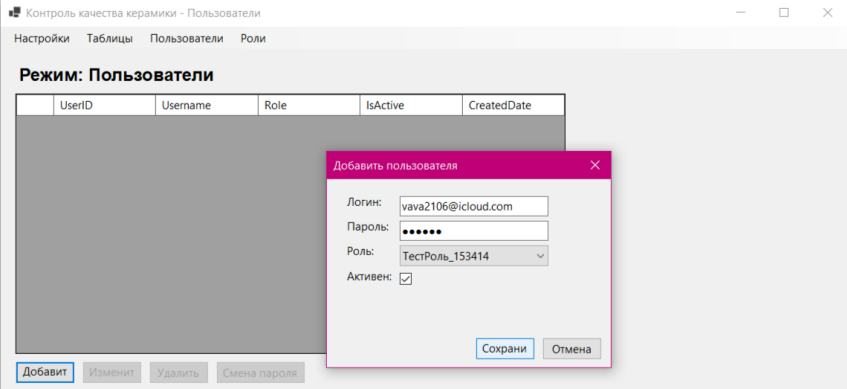 Контроль качества керамики - Пользователи
Настройки Таблицы Пользователи Роли
Режим: Пользователи
UserID Username Role IsActive CreatedDate
Добавить пользователя
Логин: vava2106@icloud.com
Пароль: ●●●●●●
Роль: ТестРоль_153414
Активен:
Сохрани Отмена
Добавит Изменит Удалить Смена пароля